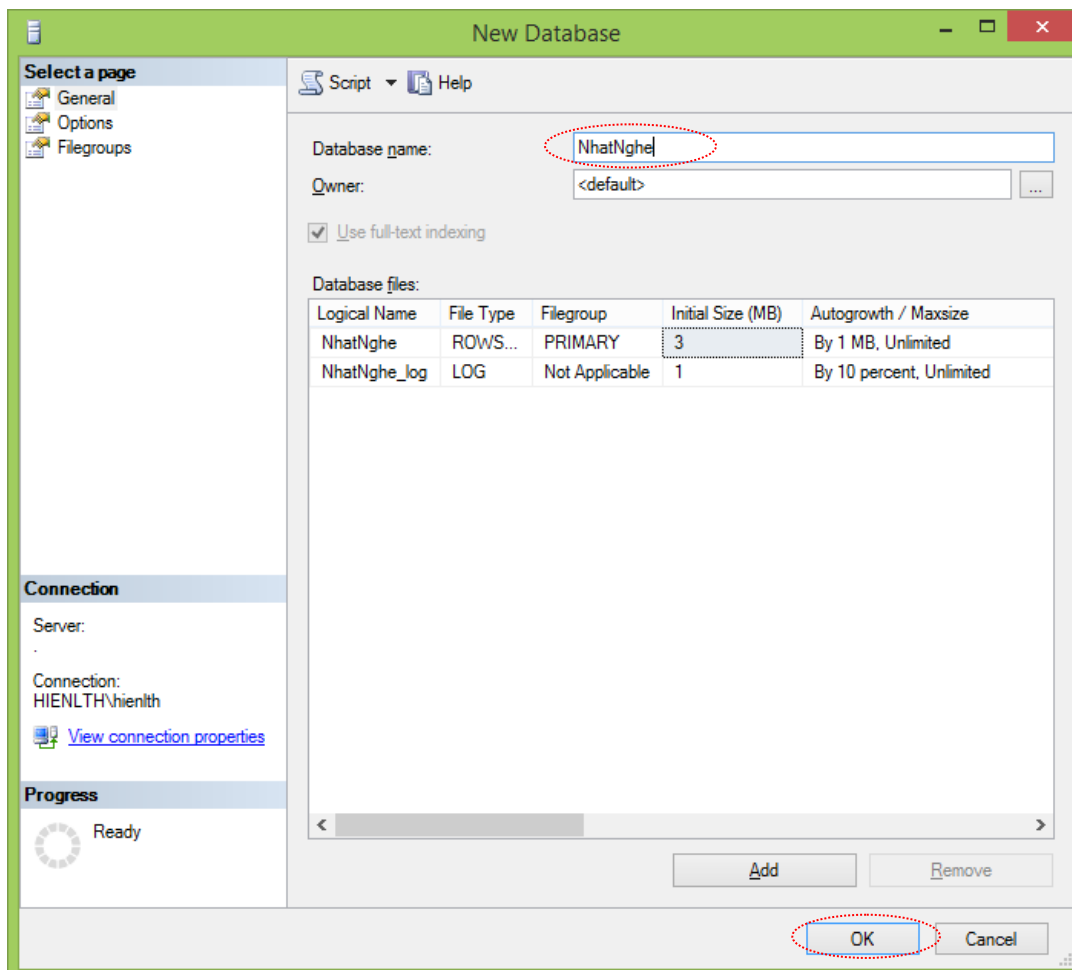 New Database
Select a page
General
Options
Filegroups
Script Help
Database name: NhatNghe
Owner: <default> ...
Use full-text indexing
Database files:
Logical Name File Type Filegroup Initial Size (MB) Autogrowth / Maxsize
NhatNghe ROWS... PRIMARY 3 By 1 MB, Unlimited
NhatNghe_log LOG Not Applicable 1 By 10 percent, Unlimited
Connection
Server:
.
Connection:
HIENLTH\hienlth
View connection properties
Progress
Ready
Add Remove
OK Cancel